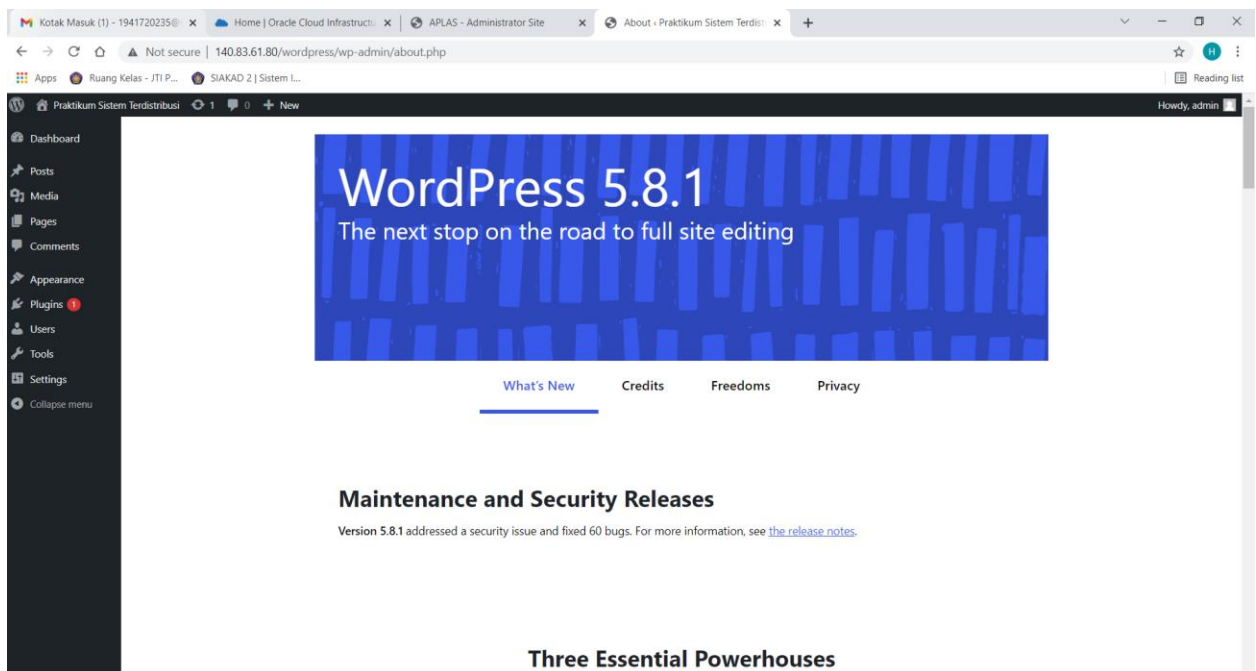 Kotak Masuk (1) - 1941720235@
Home | Oracle Cloud Infrastructu
APLAS - Administrator Site
About ‹ Praktikum Sistem Terdist
Not secure | 140.83.61.80/wordpress/wp-admin/about.php
H
Apps
Ruang Kelas - JTI P...
SIAKAD 2 | Sistem I...
Reading list
Praktikum Sistem Terdistribusi 1 0 + New
Howdy, admin
Dashboard
Posts
Media
Pages
Comments
Appearance
Plugins 1
Users
Tools
Settings
Collapse menu
WordPress 5.8.1
The next stop on the road to full site editing
What's New Credits Freedoms Privacy
Maintenance and Security Releases
Version 5.8.1 addressed a security issue and fixed 60 bugs. For more information, see the release notes.
Three Essential Powerhouses